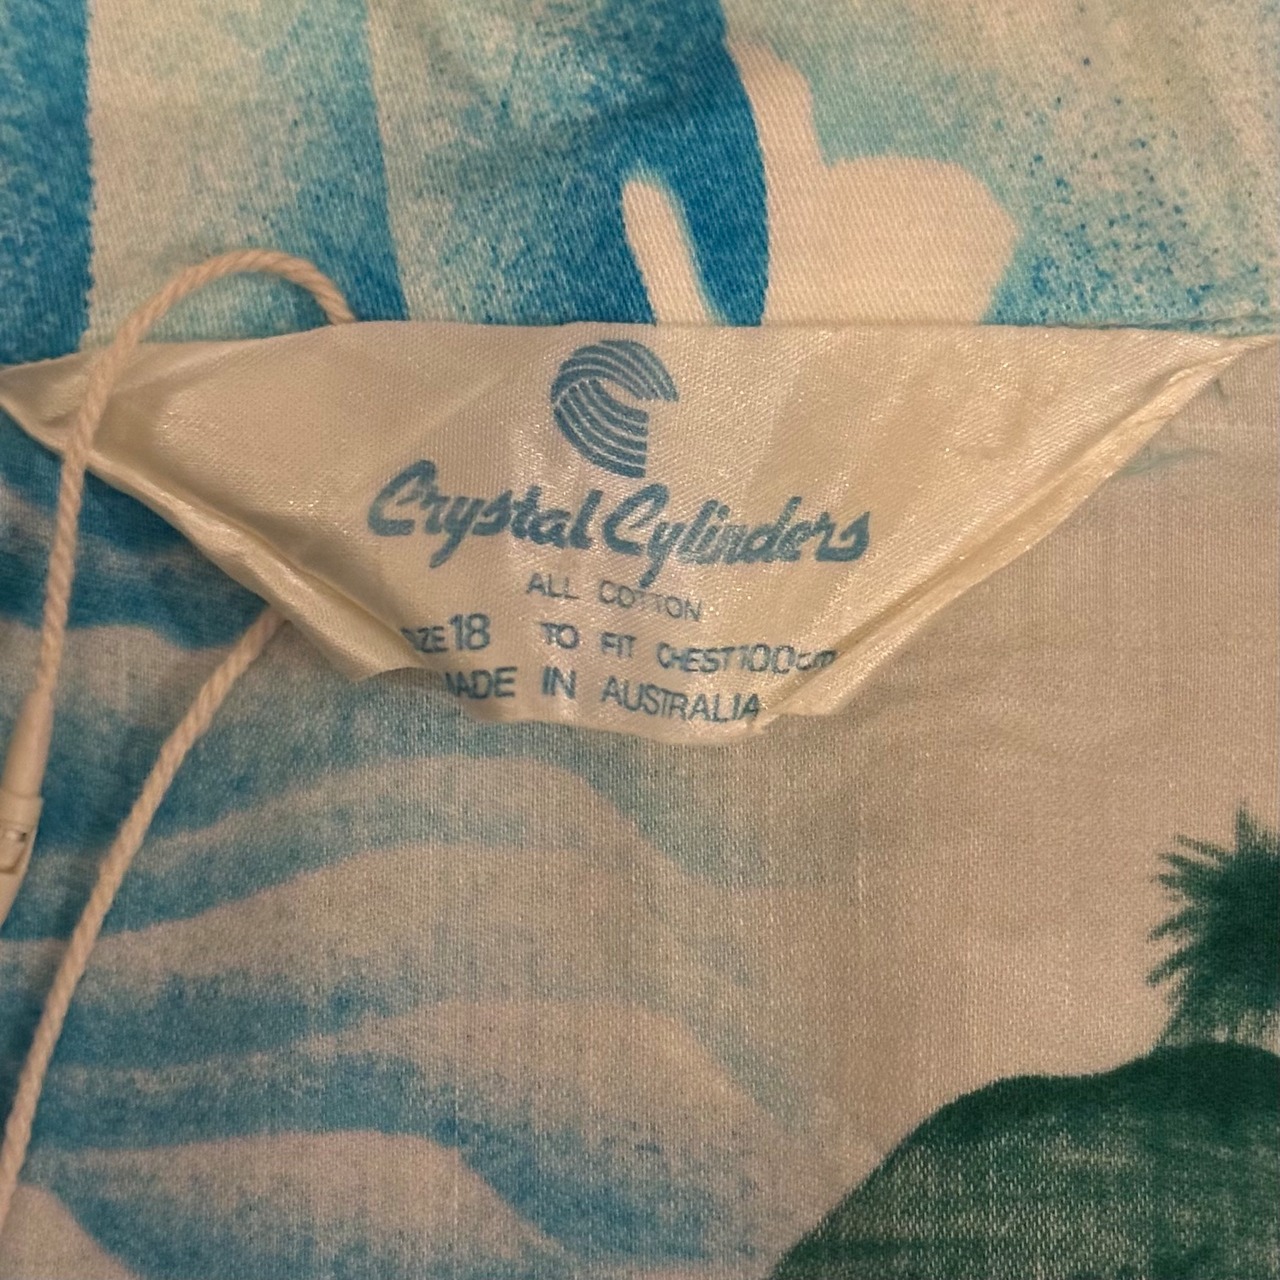 Crystal Cylinders
ALL COTTON
SIZE 18 TO FIT CHEST 100cm
MADE IN AUSTRALIA